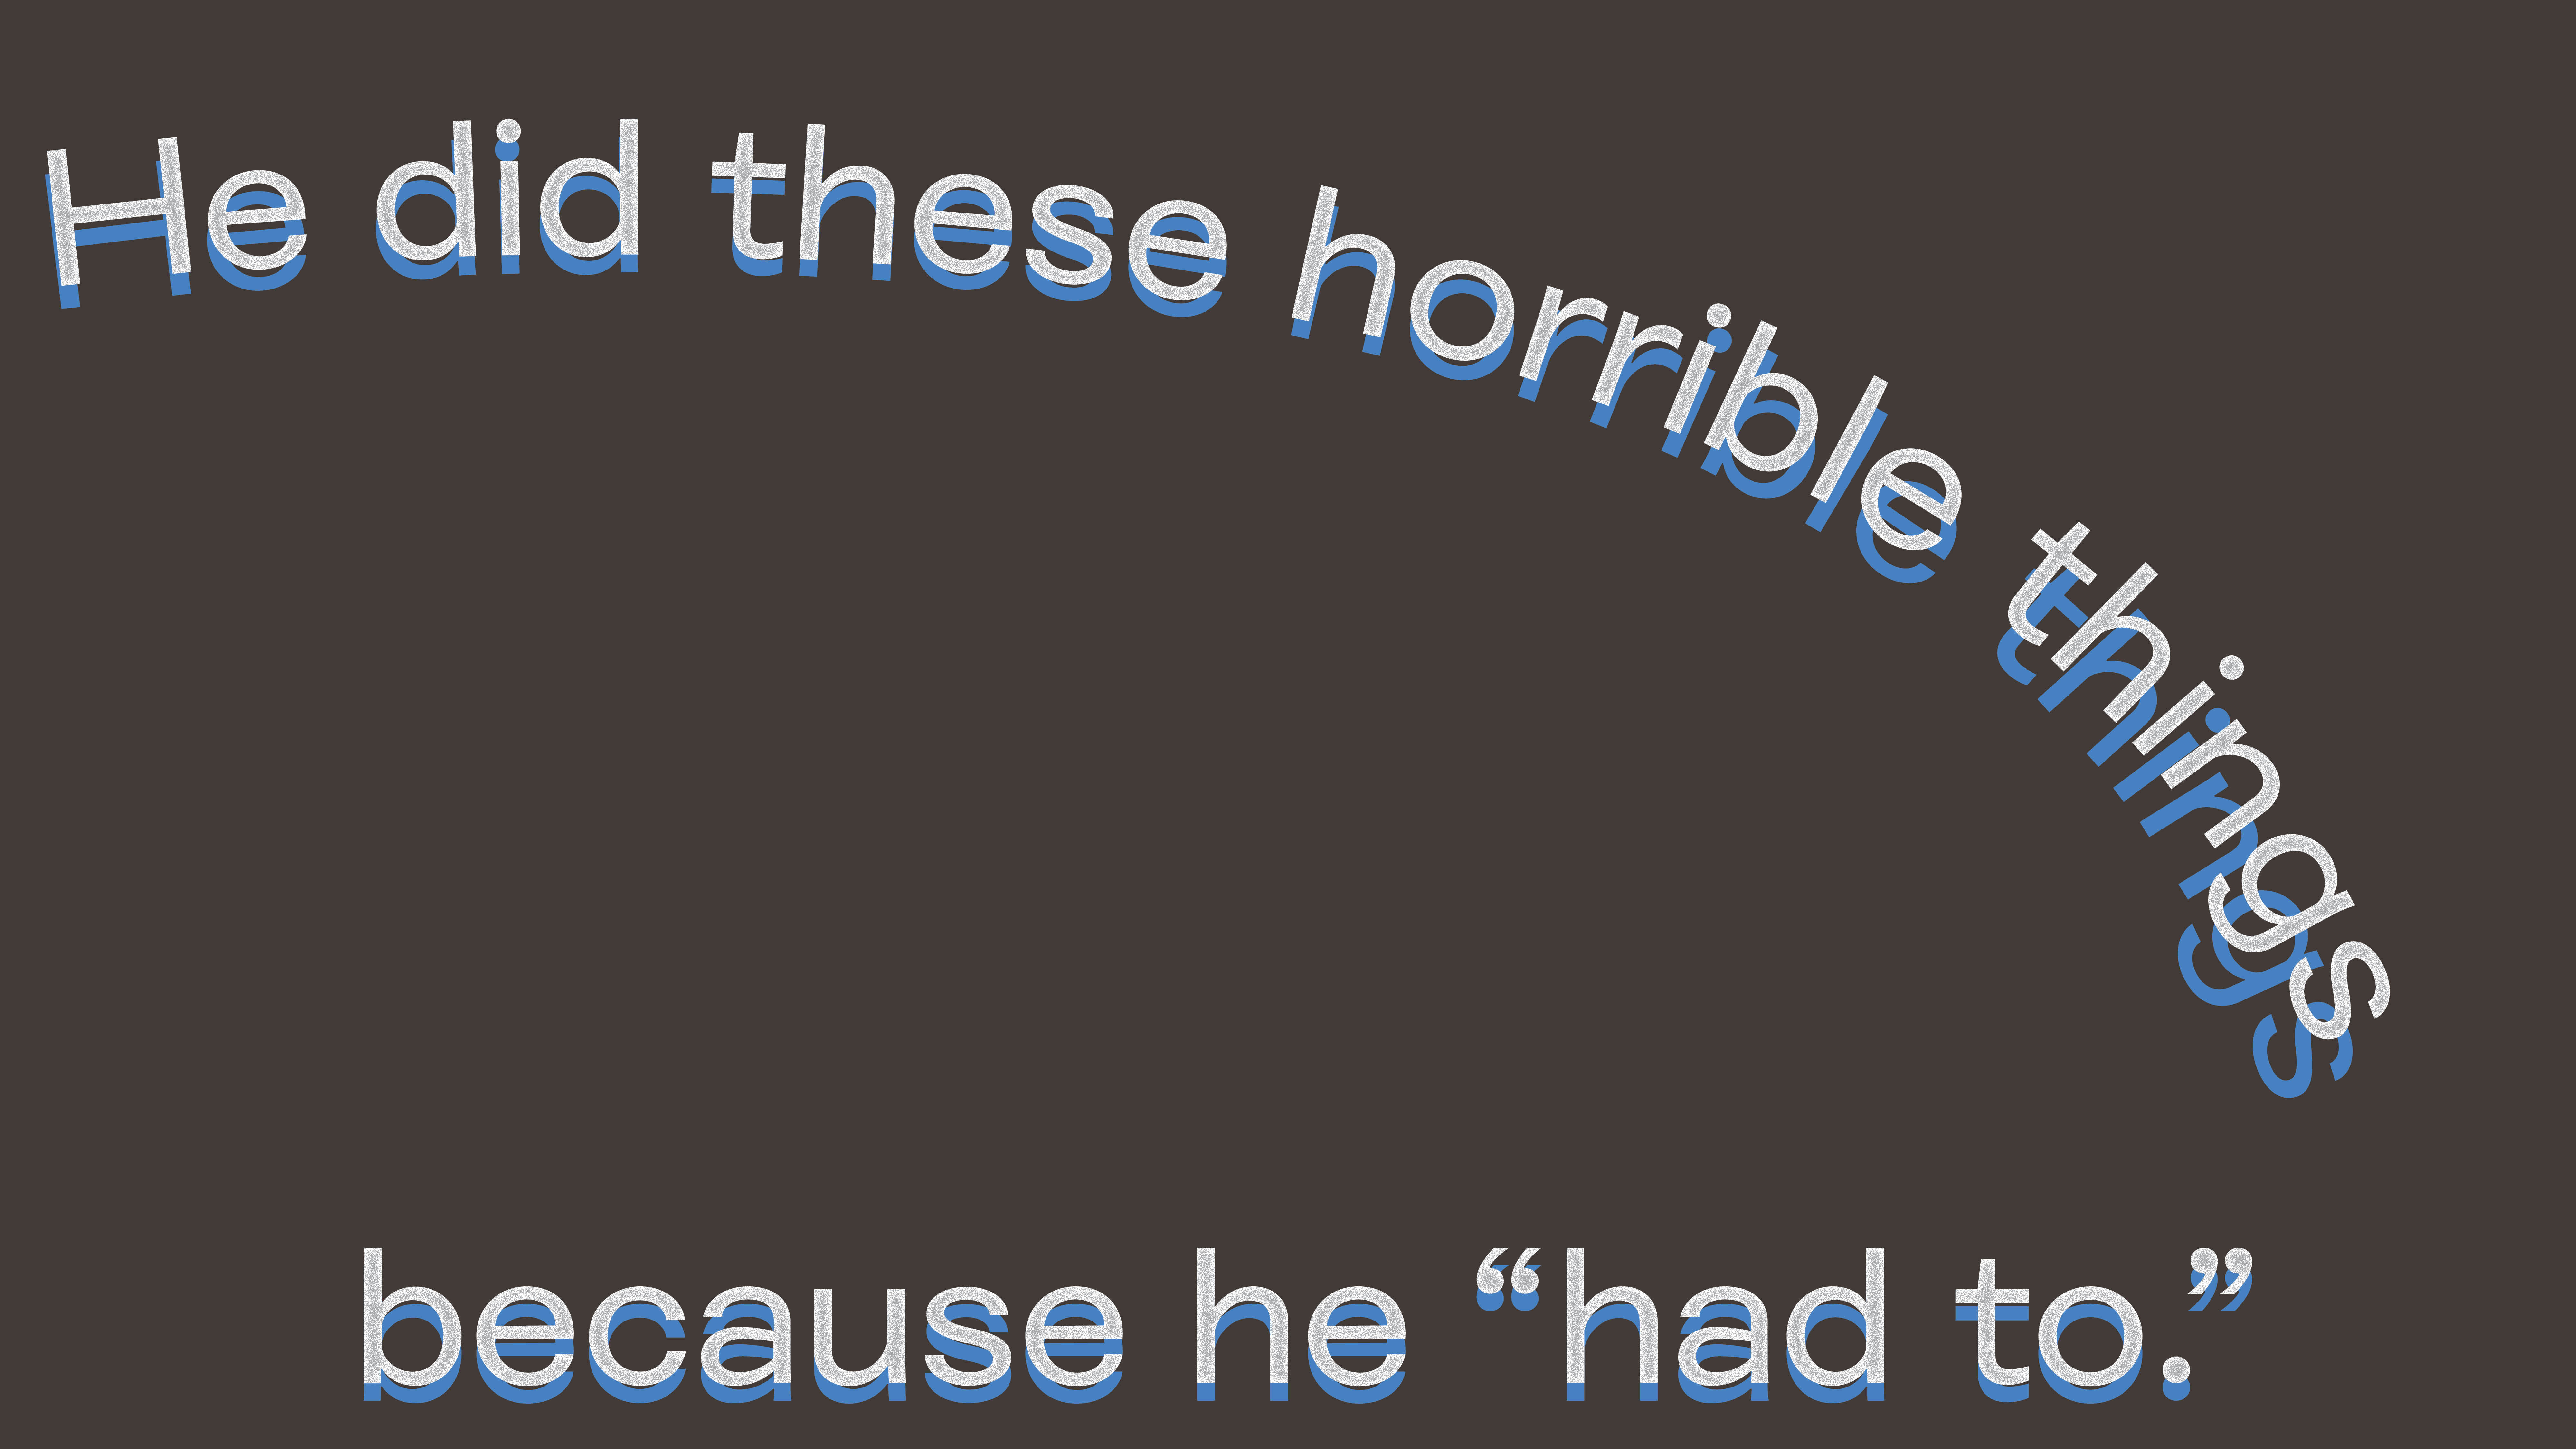 He did these horrible things
because he “had to.”